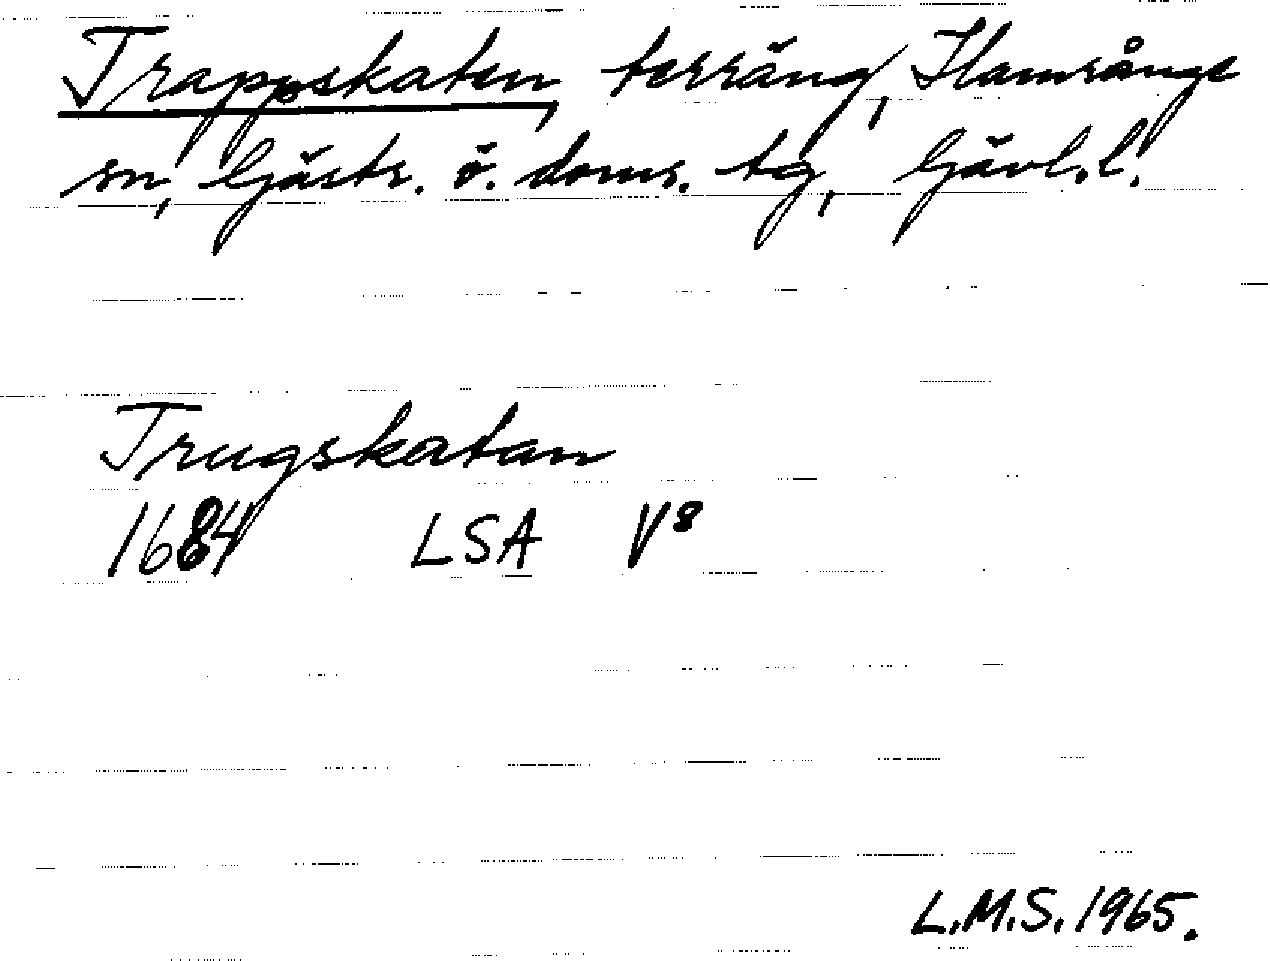 Trappskaten, terräng, Hamrånge
sn, Gästr. ö. doms. tg, Gävl.l.
Trugskatan
1684 LSA V⁸
L.M.S. 1965.